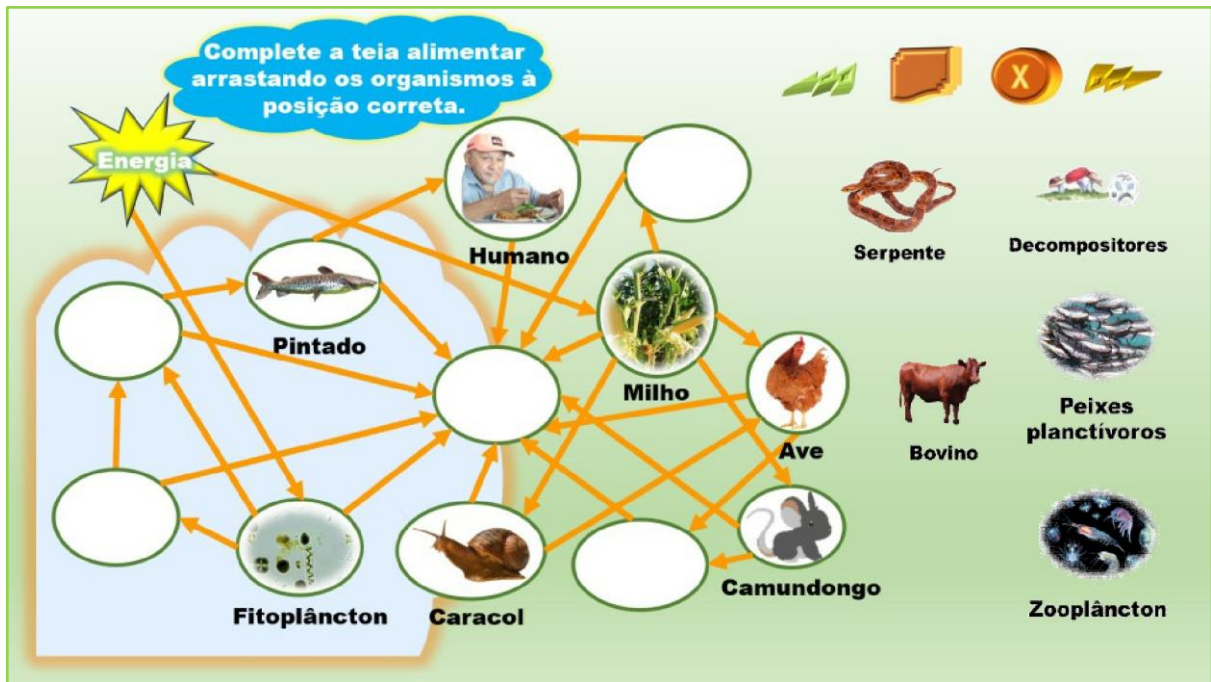 Complete a teia alimentar
arrastando os organismos à
posição correta.
Energia
X
Humano
Serpente
Decompositores
Pintado
Milho
Ave
Bovino
Peixes
planctívoros
Fitoplâncton
Caracol
Camundongo
Zooplâncton